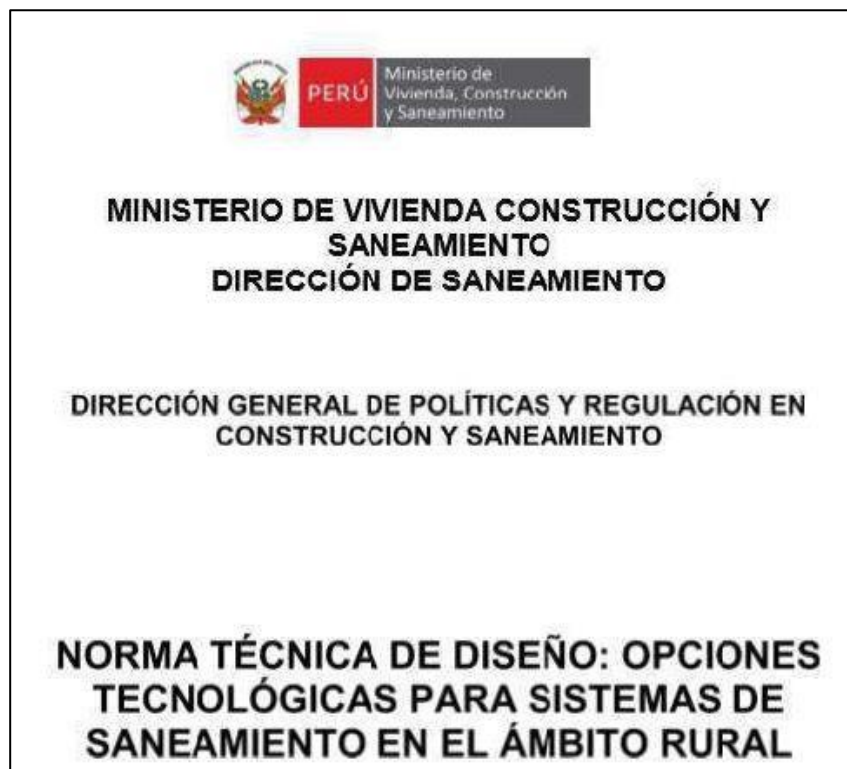 PERÚ
Ministerio de
Vivienda, Construcción
y Saneamiento
MINISTERIO DE VIVIENDA CONSTRUCCIÓN Y
SANEAMIENTO
DIRECCIÓN DE SANEAMIENTO
DIRECCIÓN GENERAL DE POLÍTICAS Y REGULACIÓN EN
CONSTRUCCIÓN Y SANEAMIENTO
NORMA TÉCNICA DE DISEÑO: OPCIONES
TECNOLÓGICAS PARA SISTEMAS DE
SANEAMIENTO EN EL ÁMBITO RURAL